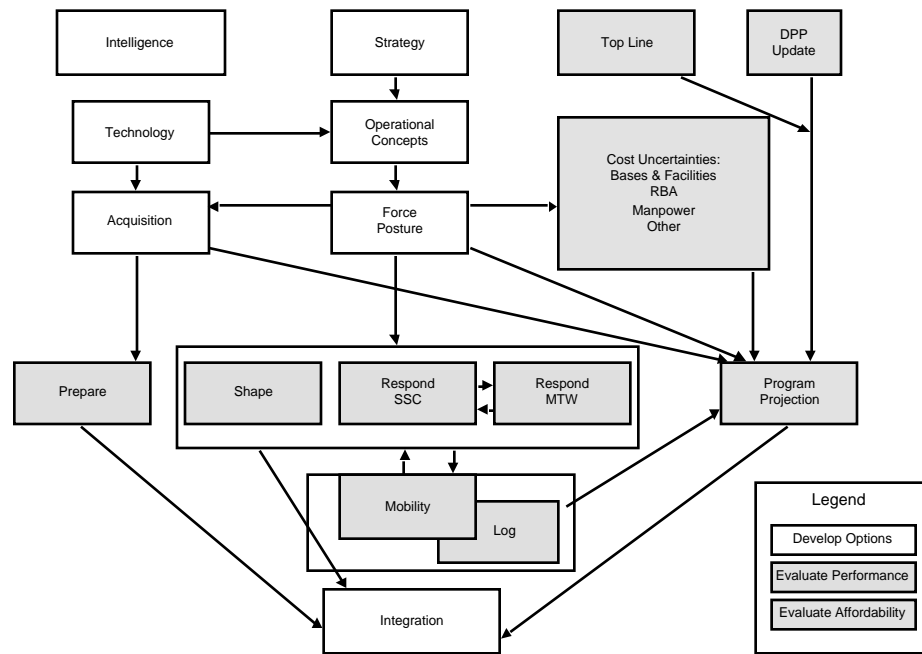 Intelligence
Strategy
Top Line
DPP
Update
Technology
Operational
Concepts
Cost Uncertainties:
Bases & Facilities
RBA
Manpower
Other
Acquisition
Force
Posture
Prepare
Shape
Respond
SSC
Respond
MTW
Program
Projection
Mobility
Log
Integration
Legend
Develop Options
Evaluate Performance
Evaluate Affordability